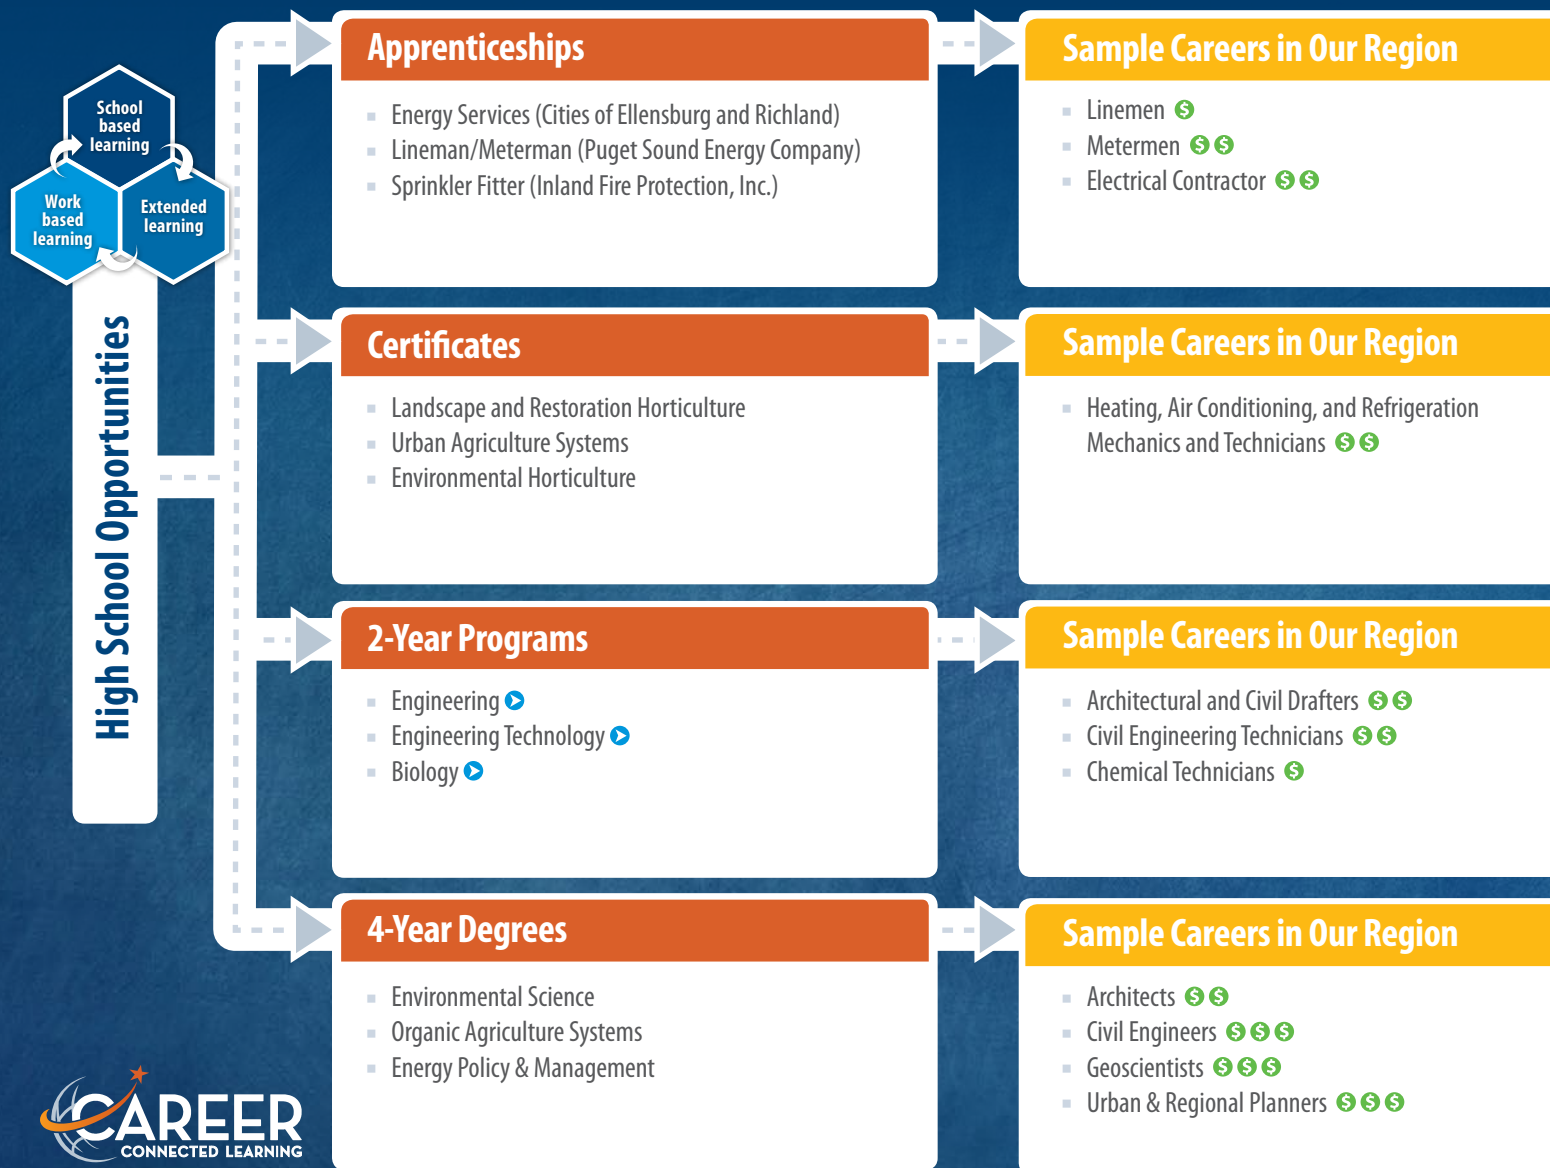 School
based
learning
Work
based
learning
Extended
learning
High School Opportunities
Apprenticeships
Energy Services (Cities of Ellensburg and Richland)
Lineman/Meterman (Puget Sound Energy Company)
Sprinkler Fitter (Inland Fire Protection, Inc.)
Sample Careers in Our Region
Linemen $
Metermen $ $
Electrical Contractor $ $
Certificates
Landscape and Restoration Horticulture
Urban Agriculture Systems
Environmental Horticulture
Sample Careers in Our Region
Heating, Air Conditioning, and Refrigeration
Mechanics and Technicians $ $
2-Year Programs
Engineering
Engineering Technology
Biology
Sample Careers in Our Region
Architectural and Civil Drafters $ $
Civil Engineering Technicians $ $
Chemical Technicians $
4-Year Degrees
Environmental Science
Organic Agriculture Systems
Energy Policy & Management
Sample Careers in Our Region
Architects $ $
Civil Engineers $ $ $
Geoscientists $ $ $
Urban & Regional Planners $ $ $
CAREER
CONNECTED LEARNING